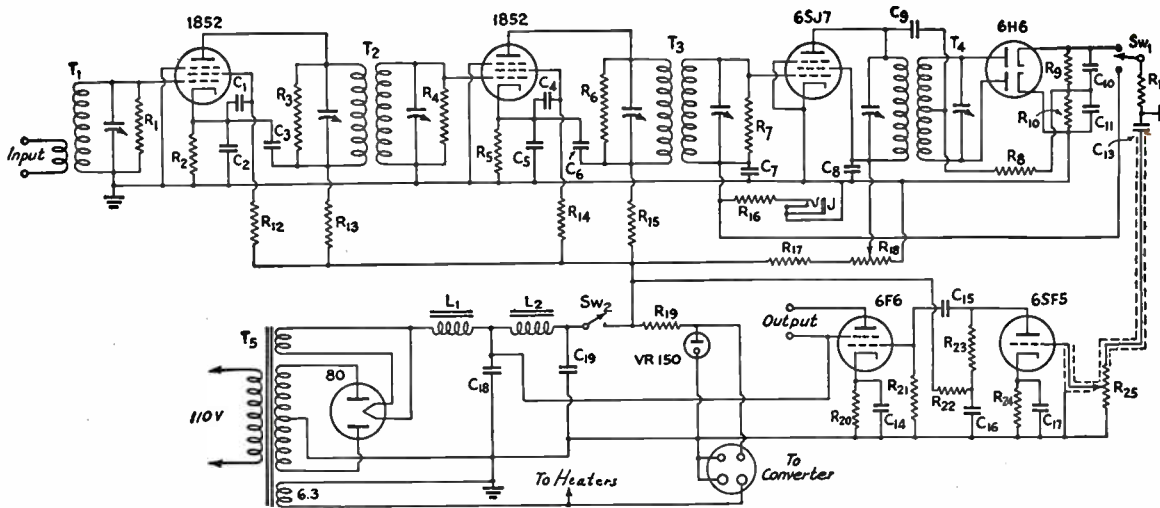 1852
1852
6SJ7
C9
6H6
T1
T2
T3
T4
Sw1
R1
C1
R3
R4
C4
R6
R7
R9
C10
R10
C11
C13
Input
R2
C2
C3
R5
C5
C6
C7
C8
R8
R12
R13
R14
R15
R16
J
R17
R18
L1
L2
Sw2
R19
Output
6F6
C15
6SF5
T5
80
C18
C19
VR 150
R21
R23
R22
R25
110V
R20
C14
C16
R24
C17
6.3
To Heaters
To
Converter